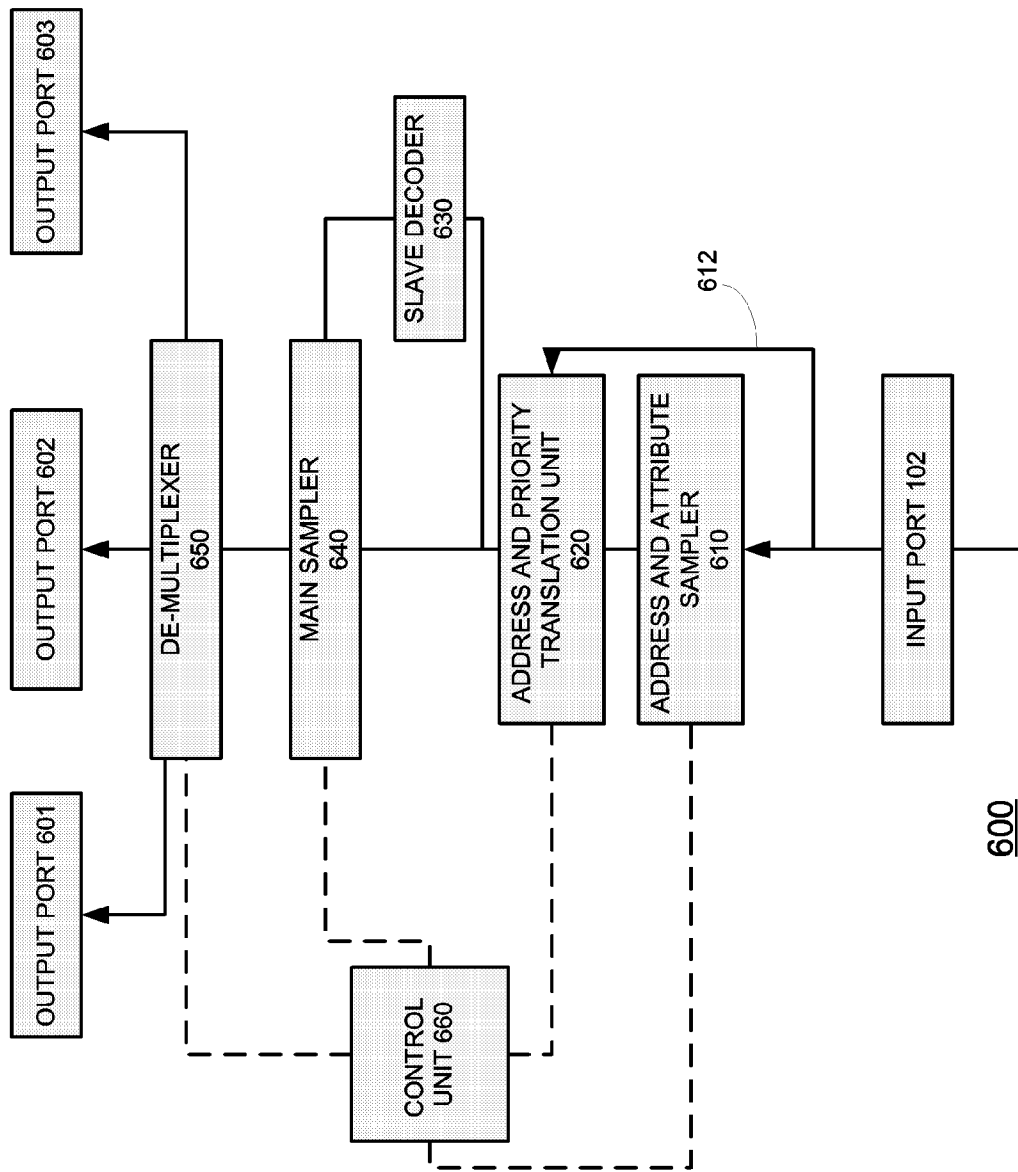 OUTPUT PORT 601
OUTPUT PORT 602
OUTPUT PORT 603
DE-MULTIPLEXER
650
MAIN SAMPLER
640
SLAVE DECODER
630
CONTROL
UNIT 660
ADDRESS AND PRIORITY
TRANSLATION UNIT
620
612
ADDRESS AND ATTRIBUTE
SAMPLER
610
INPUT PORT 102
600